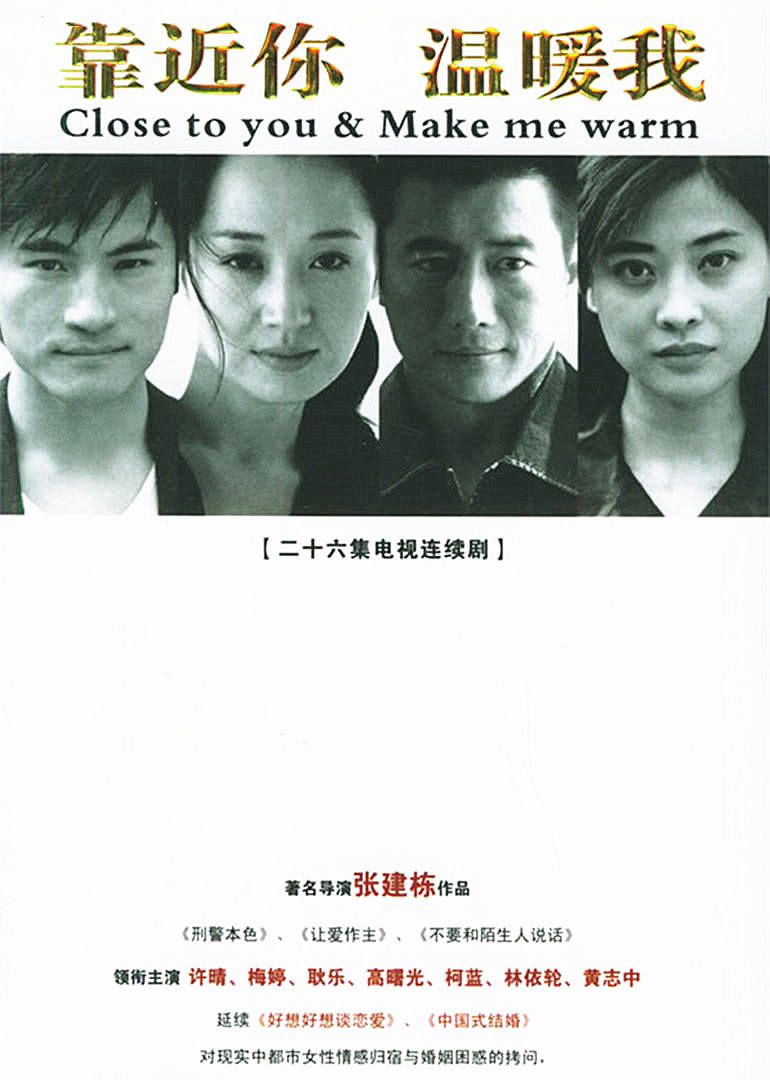 靠近你 温暖我
Close to you & Make me warm
【二十六集电视连续剧】
著名导演张建栋作品
《刑警本色》、《让爱作主》、《不要和陌生人说话》
领衔主演 许晴、梅婷、耿乐、高曙光、柯蓝、林依轮、黄志中
延续《好想好想谈恋爱》、《中国式结婚》
对现实中都市女性情感归宿与婚姻困惑的拷问.